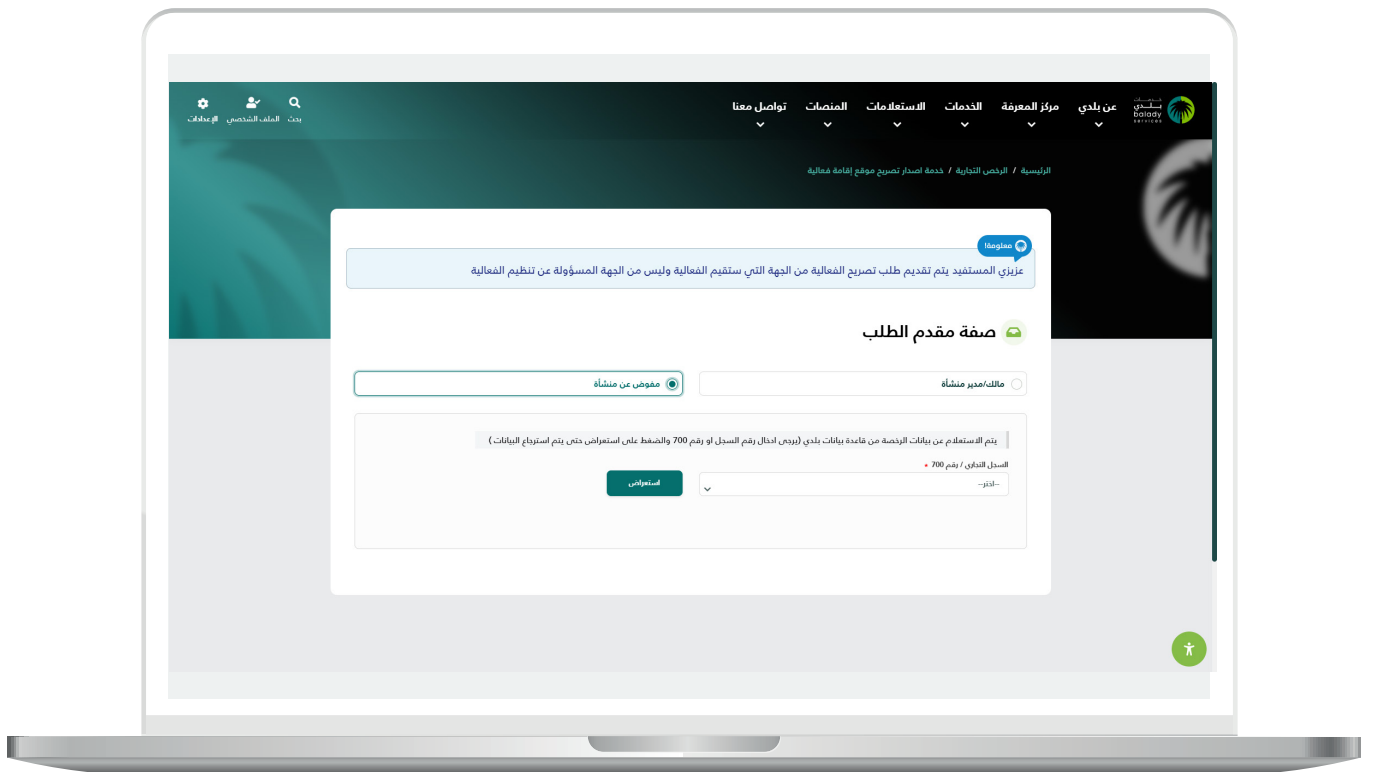 خدمات
بلدي
balady
services
عن بلدي
مركز المعرفة
الخدمات
الاستعلامات
المنصات
تواصل معنا
بحث
الملف الشخصي
الإعدادات
الرئيسية / الرخص التجارية / خدمة اصدار تصريح موقع إقامة فعالية
معلومة!
عزيزي المستفيد يتم تقديم طلب تصريح الفعالية من الجهة التي ستقيم الفعالية وليس من الجهة المسؤولة عن تنظيم الفعالية
صفة مقدم الطلب
مالك/مدير منشأة
مفوض عن منشأة
يتم الاستعلام عن بيانات الرخصة من قاعدة بيانات بلدي (يرجى ادخال رقم السجل او رقم 700 والضغط على استعراض حتى يتم استرجاع البيانات )
السجل التجاري / رقم 700 *
--اختر--
استعراض